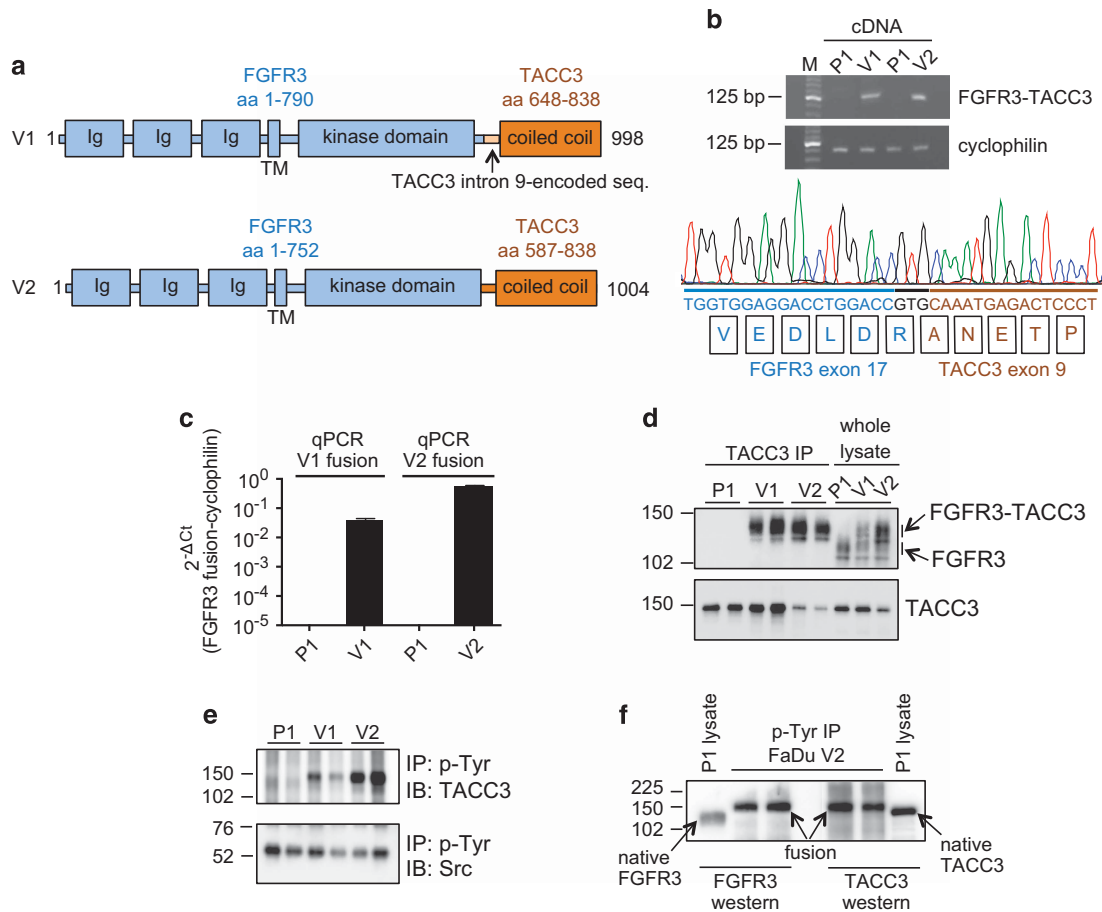 a
FGFR3
aa 1-790
TACC3
aa 648-838
V1 1
Ig
Ig
Ig
kinase domain
coiled coil
998
TM
TACC3 intron 9-encoded seq.
FGFR3
aa 1-752
TACC3
aa 587-838
V2 1
Ig
Ig
Ig
kinase domain
coiled coil
1004
TM
b
cDNA
M P1 V1 P1 V2
125 bp
FGFR3-TACC3
125 bp
cyclophilin
TGGTGGAGGACCTGGACCGTGCAAATGAGACTCCCT
V E D L D R A N E T P
FGFR3 exon 17
TACC3 exon 9
c
qPCR
V1 fusion
qPCR
V2 fusion
2-ΔCt
(FGFR3 fusion-cyclophilin)
10^0
10^-1
10^-2
10^-3
10^-4
10^-5
P1 V1 P1 V2
d
TACC3 IP
whole
lysate
P1 V1 V2 P1 V1 V2
150
102
FGFR3-TACC3
FGFR3
150
TACC3
e
P1 V1 V2
150
102
IP: p-Tyr
IB: TACC3
76
52
IP: p-Tyr
IB: Src
f
P1 lysate
p-Tyr IP
FaDu V2
P1 lysate
225
150
102
native
FGFR3
fusion
native
TACC3
FGFR3
western
TACC3
western